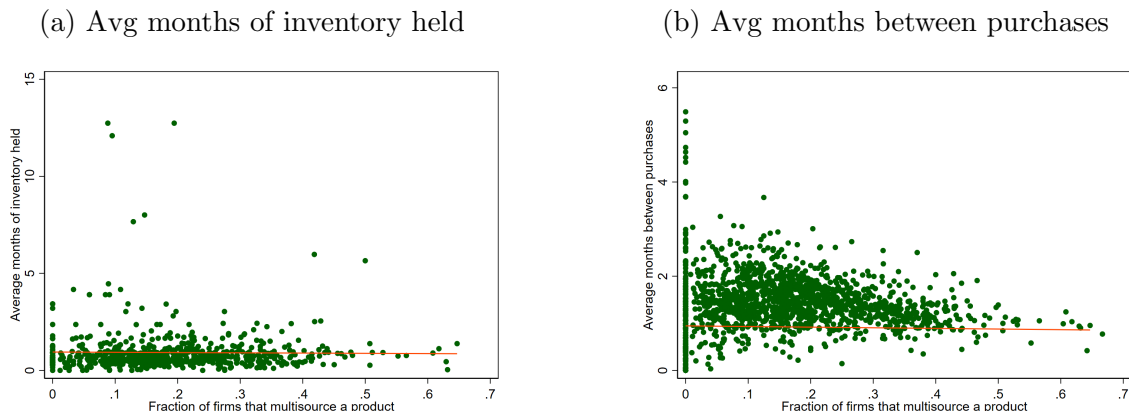 (a) Avg months of inventory held
Average months of inventory held
15
10
5
0
0 .1 .2 .3 .4 .5 .6 .7
Fraction of firms that multisource a product
(b) Avg months between purchases
Average months between purchases
6
4
2
0
0 .1 .2 .3 .4 .5 .6 .7
Fraction of firms that multisource a product